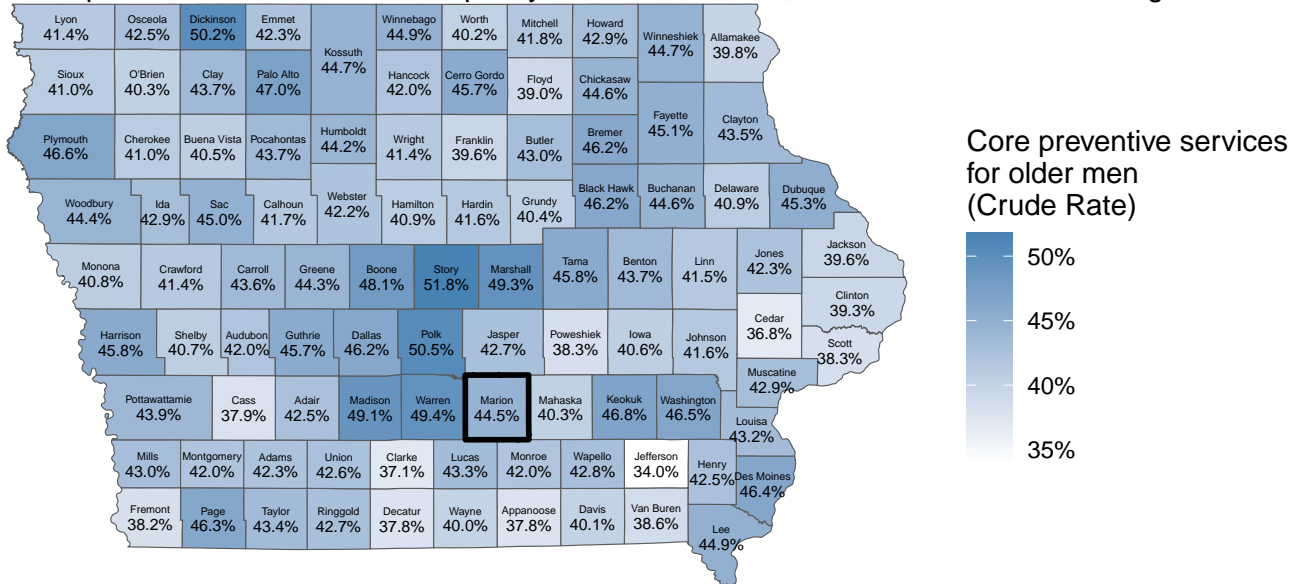 Lyon Osceola Dickinson Emmet Winnebago Worth Mitchell Howard Winneshiek Allamakee
41.4% 42.5% 50.2% 42.3% 44.9% 40.2% 41.8% 42.9% 44.7% 39.8%
Kossuth
44.7%
Sioux O'Brien Clay Palo Alto Hancock Cerro Gordo Floyd Chickasaw
41.0% 40.3% 43.7% 47.0% 42.0% 45.7% 39.0% 44.6%
Fayette Clayton
45.1% 43.5%
Plymouth Cherokee Buena Vista Pocahontas Humboldt Wright Franklin Butler Bremer
46.6% 41.0% 40.5% 43.7% 44.2% 41.4% 39.6% 43.0% 46.2%
Woodbury Ida Sac Calhoun Webster Hamilton Hardin Grundy Black Hawk Buchanan Delaware Dubuque
44.4% 42.9% 45.0% 41.7% 42.2% 40.9% 41.6% 40.4% 46.2% 44.6% 40.9% 45.3%
Monona Crawford Carroll Greene Boone Story Marshall Tama Benton Linn Jones Jackson
40.8% 41.4% 43.6% 44.3% 48.1% 51.8% 49.3% 45.8% 43.7% 41.5% 42.3% 39.6%
Clinton
39.3%
Harrison Shelby Audubon Guthrie Dallas Polk Jasper Poweshiek Iowa Johnson Cedar Scott
45.8% 40.7% 42.0% 45.7% 46.2% 50.5% 42.7% 38.3% 40.6% 41.6% 36.8% 38.3%
Muscatine
42.9%
Pottawattamie Cass Adair Madison Warren Marion Mahaska Keokuk Washington
43.9% 37.9% 42.5% 49.1% 49.4% 44.5% 40.3% 46.8% 46.5%
Louisa
43.2%
Mills Montgomery Adams Union Clarke Lucas Monroe Wapello Jefferson Henry Des Moines
43.0% 42.0% 42.3% 42.6% 37.1% 43.3% 42.0% 42.8% 34.0% 42.5% 46.4%
Fremont Page Taylor Ringgold Decatur Wayne Appanoose Davis Van Buren
38.2% 46.3% 43.4% 42.7% 37.8% 40.0% 37.8% 40.1% 38.6%
Lee
44.9%
Core preventive services
for older men
(Crude Rate)
50%
45%
40%
35%